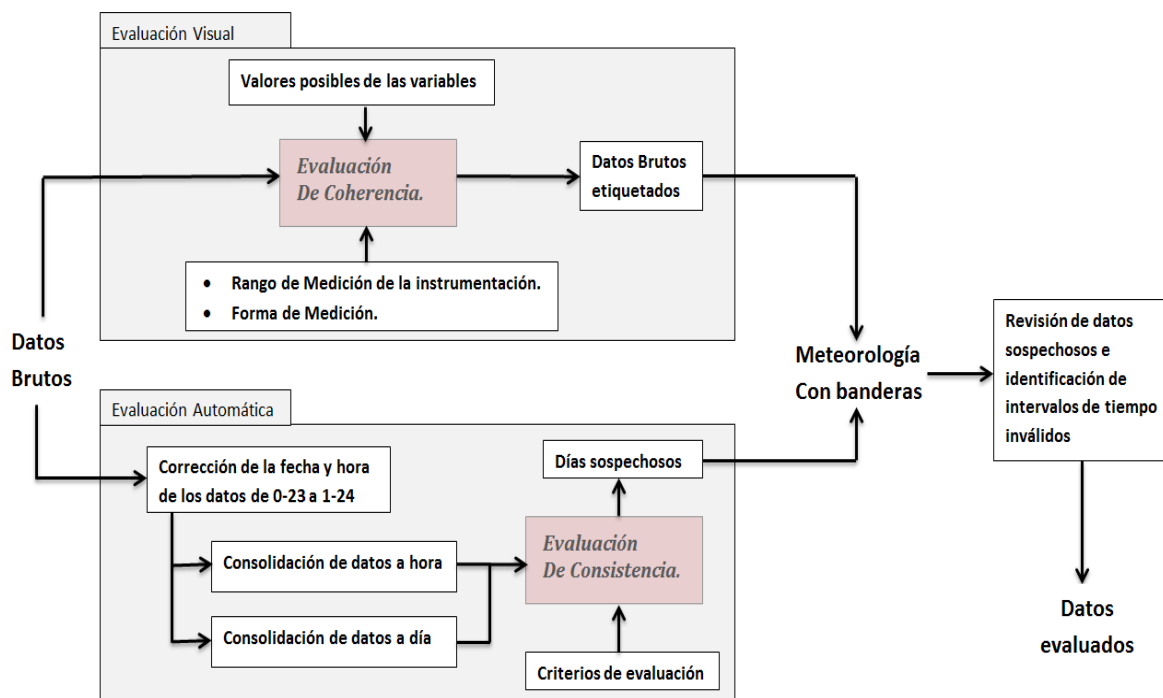 Evaluación Visual
Valores posibles de las variables
Evaluación
De Coherencia.
Datos Brutos
etiquetados
• Rango de Medición de la instrumentación.
• Forma de Medición.
Datos
Brutos
Evaluación Automática
Corrección de la fecha y hora
de los datos de 0-23 a 1-24
Consolidación de datos a hora
Consolidación de datos a día
Días sospechosos
Evaluación
De Consistencia.
Criterios de evaluación
Meteorología
Con banderas
Revisión de datos
sospechosos e
identificación de
intervalos de tiempo
inválidos
Datos
evaluados